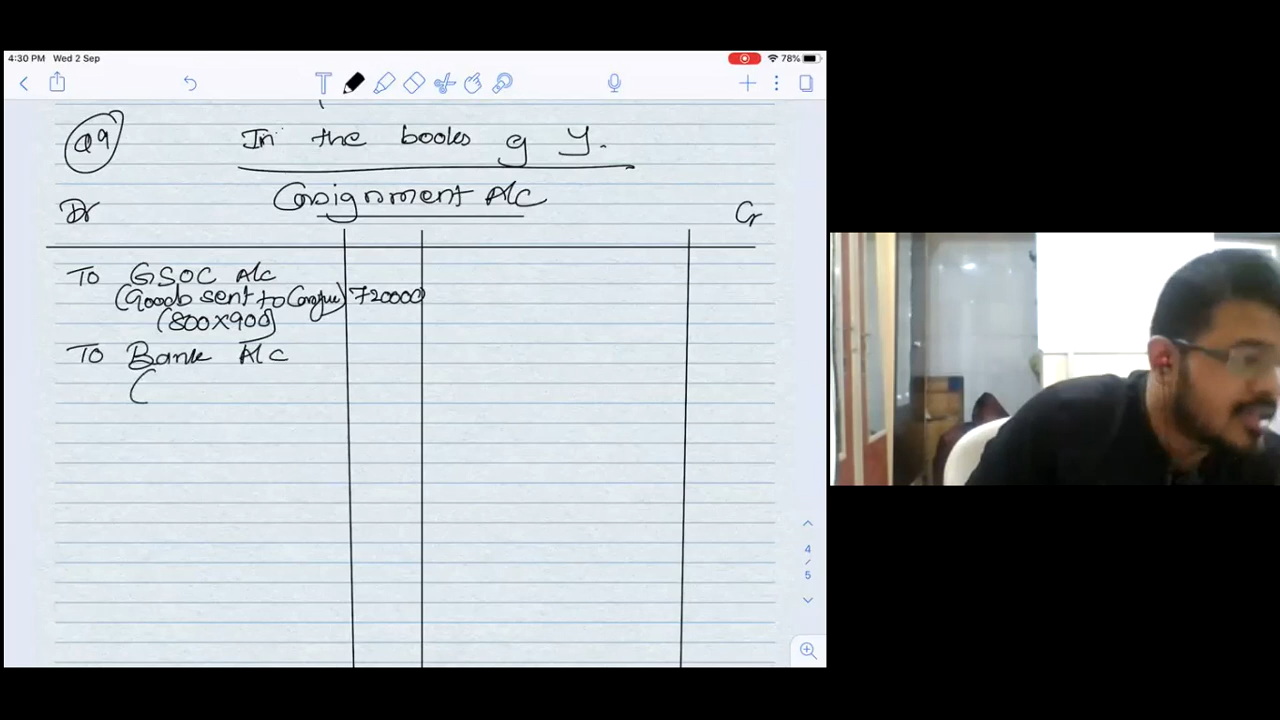 4:30 PM Wed 2 Sep
78%
Q9
In the books of Y.
Consignment A/c
Dr
Cr
To GSOC A/c
(Goods sent to Consignee) 720000
(800x900)
To Bank A/c
(
4
/
5